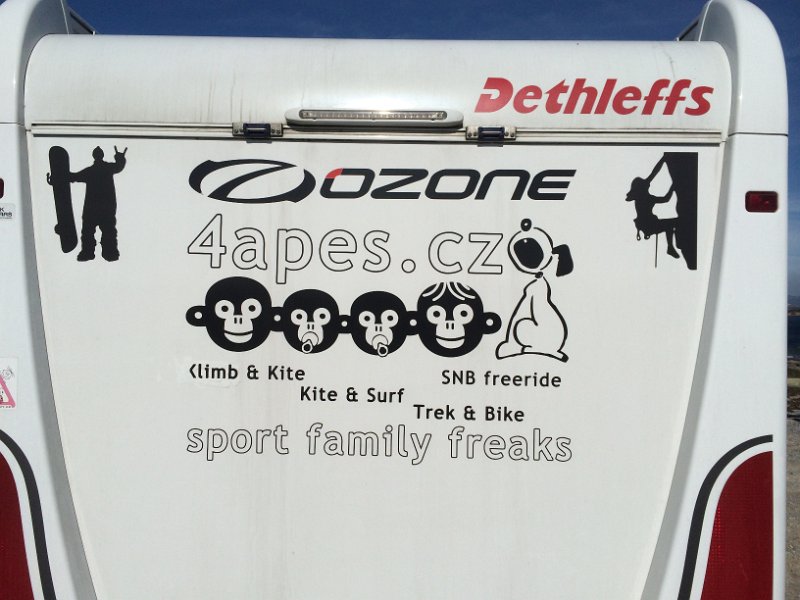 Dethleffs
OZONE
4apes.cz
Klimb & Kite
SNB freeride
Kite & Surf
Trek & Bike
sport family freaks